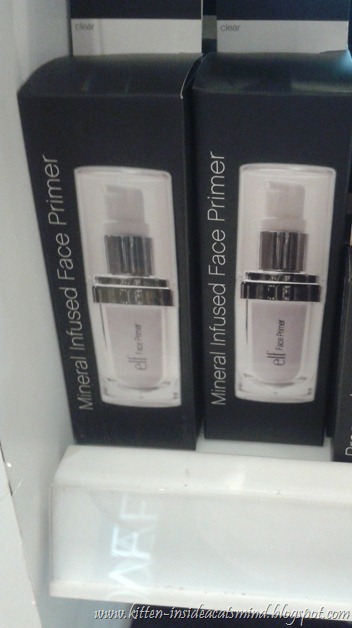 clear
clear
Mineral Infused Face Primer
elf Face Primer
Mineral Infused Face Primer
elf Face Primer
www.kitten-insideacatsmind.blogspot.com